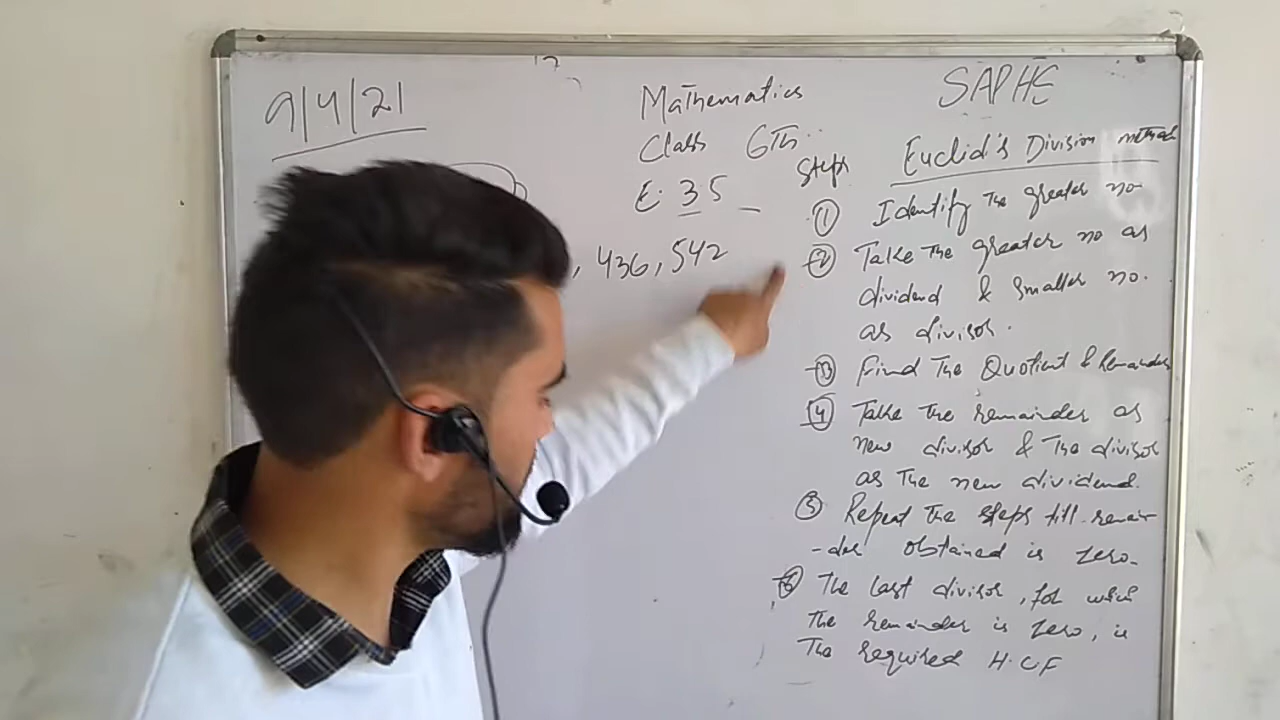 9/4/21
Mathematics
Class 6Th
E. 35
, 436, 542
SAPHE
Steps
Euclid's Division method
① Identify The greater no
② Take The greater no as
dividend & smaller no.
as divisor.
③ Find The Quotient & Remainder
④ Take The remainder as
new divisor & The divisor
as The new dividend.
⑤ Repeat The steps till remain-
-der obtained is zero.
⑥ The last divisor, for which
The remainder is zero, is
The required H.C.F